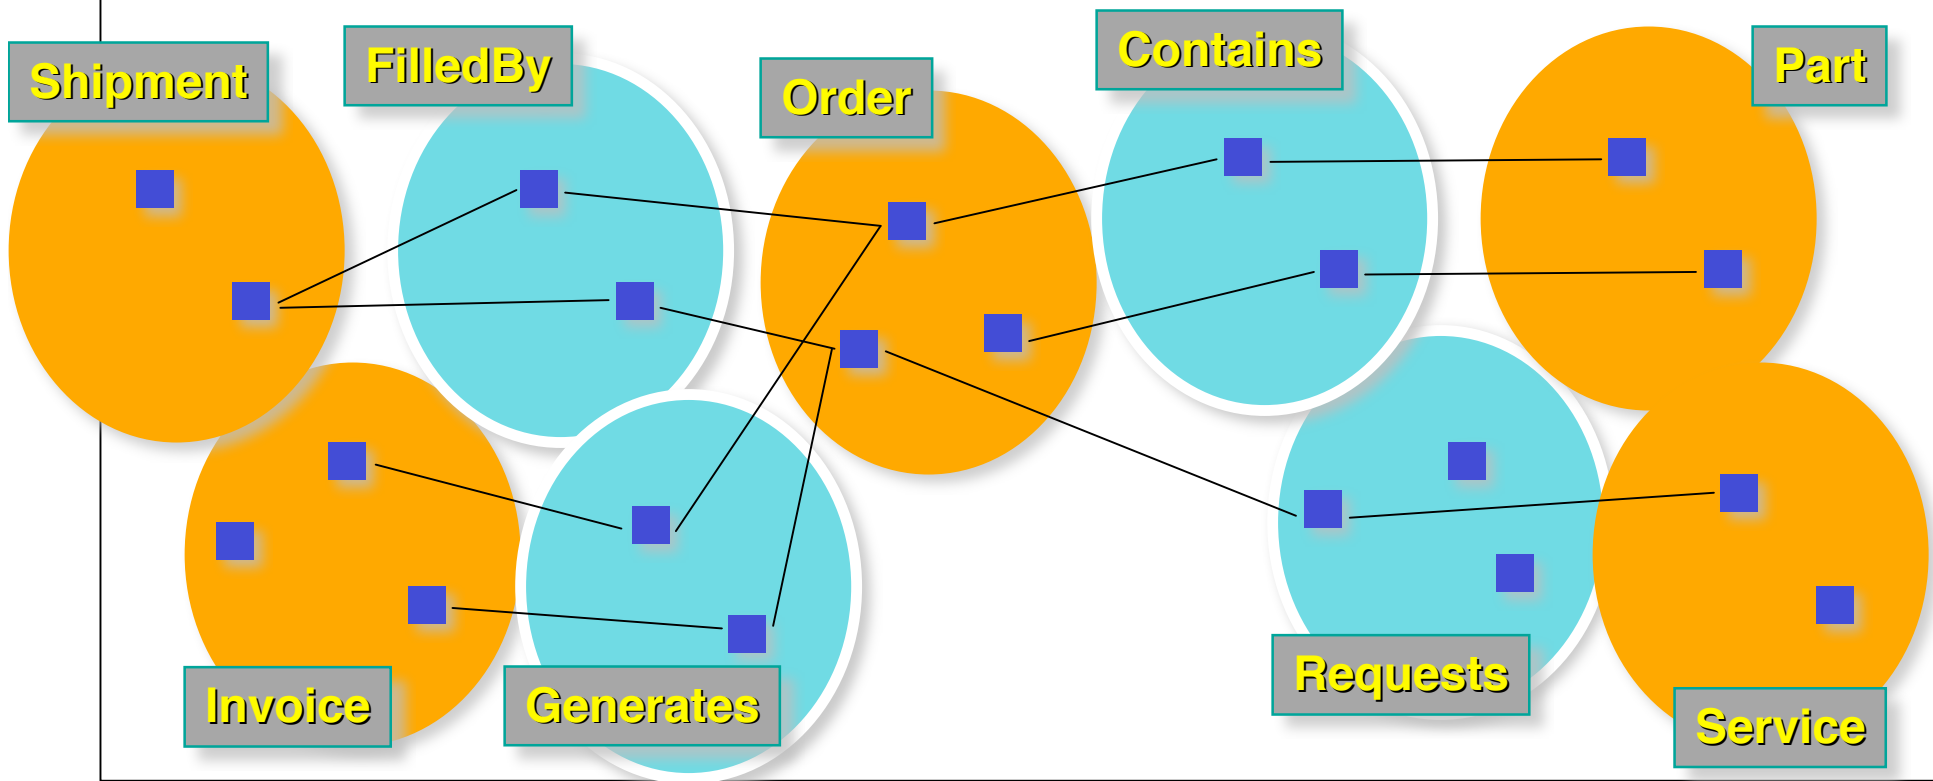 Shipment
FilledBy
Order
Contains
Part
Invoice
Generates
Requests
Service